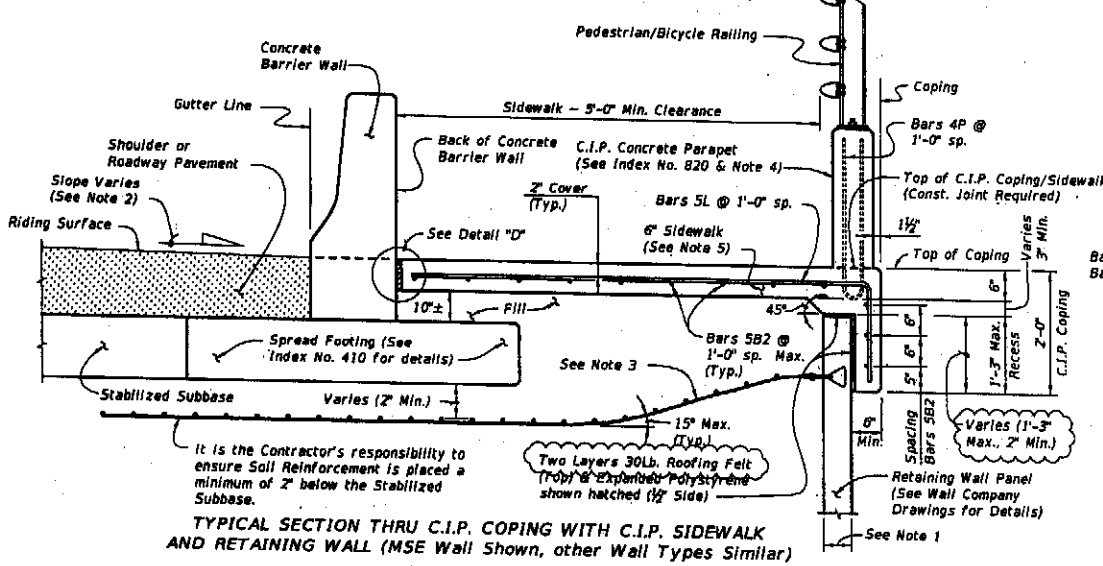 Pedestrian/Bicycle Railing
Concrete
Barrier Wall
Gutter Line
Sidewalk ~ 5'-0" Min. Clearance
Coping
Shoulder or
Roadway Pavement
Back of Concrete
Barrier Wall
C.I.P. Concrete Parapet
(See Index No. 820 & Note 4)
Bars 4P @
1'-0" sp.
Slope Varies
(See Note 2)
2" Cover
(Typ.)
Bars 5L @ 1'-0" sp.
Top of C.I.P. Coping/Sidewalk
(Const. Joint Required)
Riding Surface
See Detail "D"
6" Sidewalk
(See Note 5)
1½"
Varies
3" Min.
Top of Coping
Ba
Ba
10"±
Fill
45°
6"
6"
6"
5"
1'-3" Max.
Recess
2'-0"
C.I.P. Coping
Spread Footing (See
Index No. 410 for details)
Bars 5B2 @
1'-0" sp. Max.
(Typ.)
See Note 3
Stabilized Subbase
Varies (2" Min.)
15° Max.
(Typ.)
Min.
Spacing
Bars 5B2
Varies (1'-3"
Max., 2" Min.)
It is the Contractor's responsibility to
ensure Soil Reinforcement is placed a
minimum of 2" below the Stabilized
Subbase.
Two Layers 30Lb. Roofing Felt
(Top) & Expanded Polystyrene
shown hatched (½" Side)
Retaining Wall Panel
(See Wall Company
Drawings for Details)
See Note 1
TYPICAL SECTION THRU C.I.P. COPING WITH C.I.P. SIDEWALK
AND RETAINING WALL (MSE Wall Shown, other Wall Types Similar)